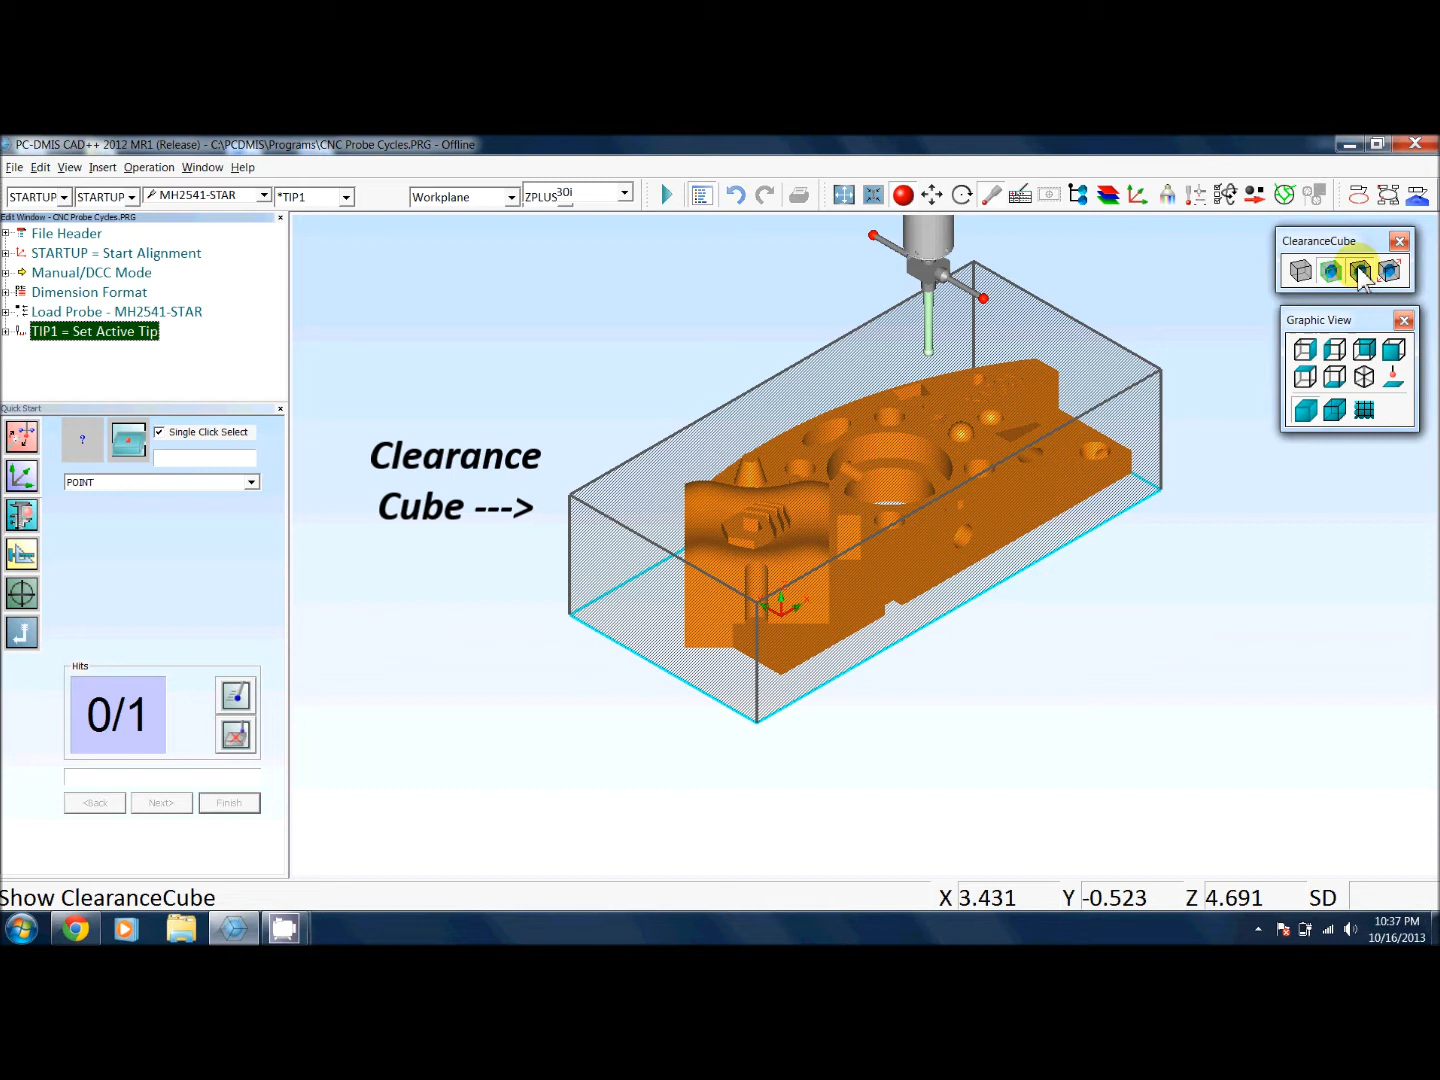 PC-DMIS CAD++ 2012 MR1 (Release) - C:\PCDMIS\Programs\CNC Probe Cycles.PRG - Offline
File Edit View Insert Operation Window Help
STARTUP STARTUP MH2541-STAR *TIP1 Workplane ZPLUS 30i
Edit Window - CNC Probe Cycles.PRG
File Header
STARTUP = Start Alignment
Manual/DCC Mode
Dimension Format
Load Probe - MH2541-STAR
TIP1 = Set Active Tip
ClearanceCube
Graphic View
Quick Start
? Single Click Select
POINT
Clearance
Cube --->
Hits
0/1
<Back Next> Finish
Show ClearanceCube X 3.431 Y -0.523 Z 4.691 SD
10:37 PM
10/16/2013